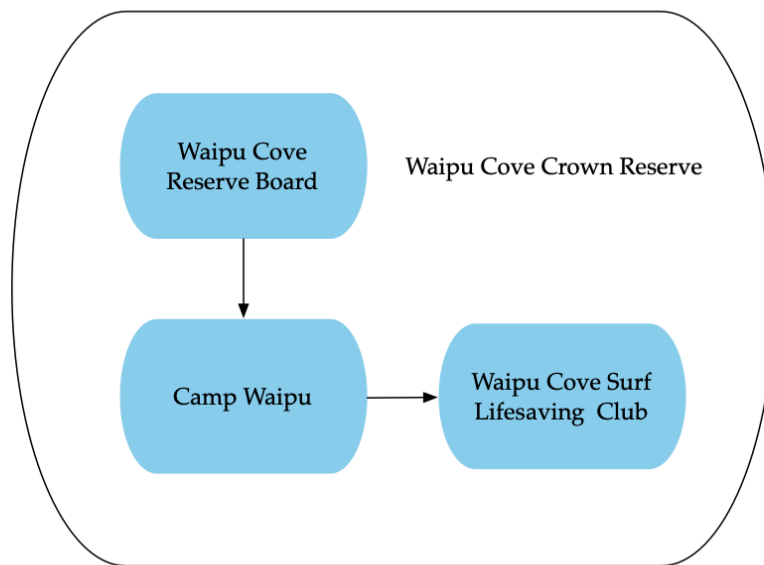 Waipu Cove
Reserve Board
Waipu Cove Crown Reserve
Camp Waipu
Waipu Cove Surf
Lifesaving  Club